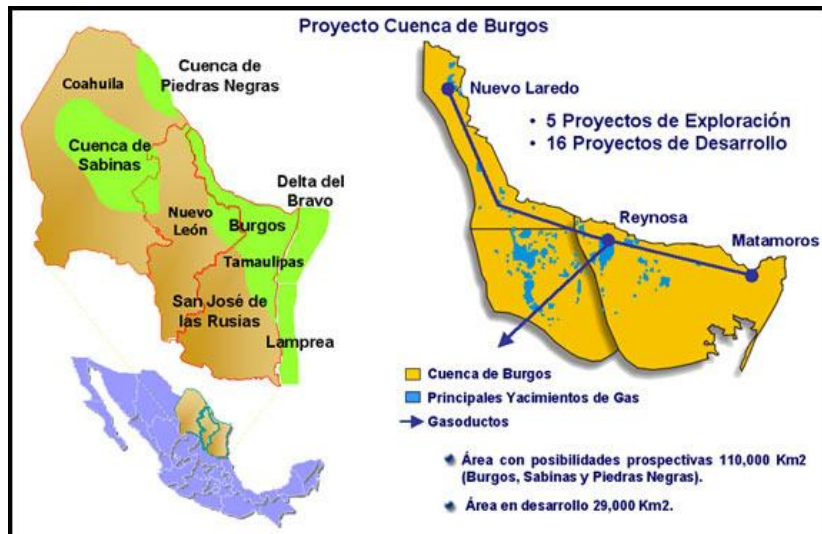 Proyecto Cuenca de Burgos
Coahuila
Cuenca de
Piedras Negras
Cuenca de
Sabinas
Delta del
Bravo
Nuevo
León
Burgos
Tamaulipas
San José de
las Rusias
Lamprea
Nuevo Laredo
• 5 Proyectos de Exploración
• 16 Proyectos de Desarrollo
Reynosa
Matamoros
Cuenca de Burgos
Principales Yacimientos de Gas
Gasoductos
Área con posibilidades prospectivas 110,000 Km2
(Burgos, Sabinas y Piedras Negras).
Área en desarrollo 29,000 Km2.